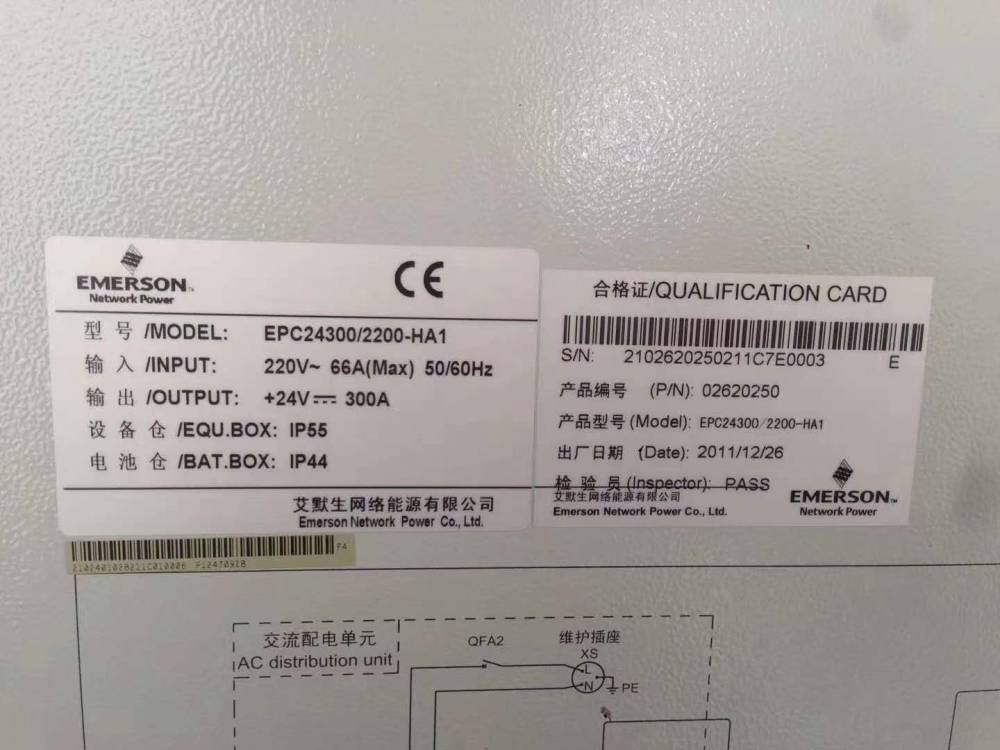 EMERSON™
Network Power
CE
型号 /MODEL: EPC24300/2200-HA1
输入 /INPUT: 220V~ 66A(Max) 50/60Hz
输出 /OUTPUT: +24V⎓ 300A
设备仓 /EQU.BOX: IP55
电池仓 /BAT.BOX: IP44
艾默生网络能源有限公司
Emerson Network Power Co., Ltd.
合格证/QUALIFICATION CARD
S/N: 2102620250211C7E0003 E
产品编号 (P/N): 02620250
产品型号(Model): EPC24300/2200-HA1
出厂日期 (Date): 2011/12/26
检验员(Inspector): PASS
艾默生网络能源有限公司
Emerson Network Power Co., Ltd.
EMERSON™
Network Power
F4
2102401028211C010006
交流配电单元
AC distribution unit
QFA2
维护插座
XS
L
N
PE